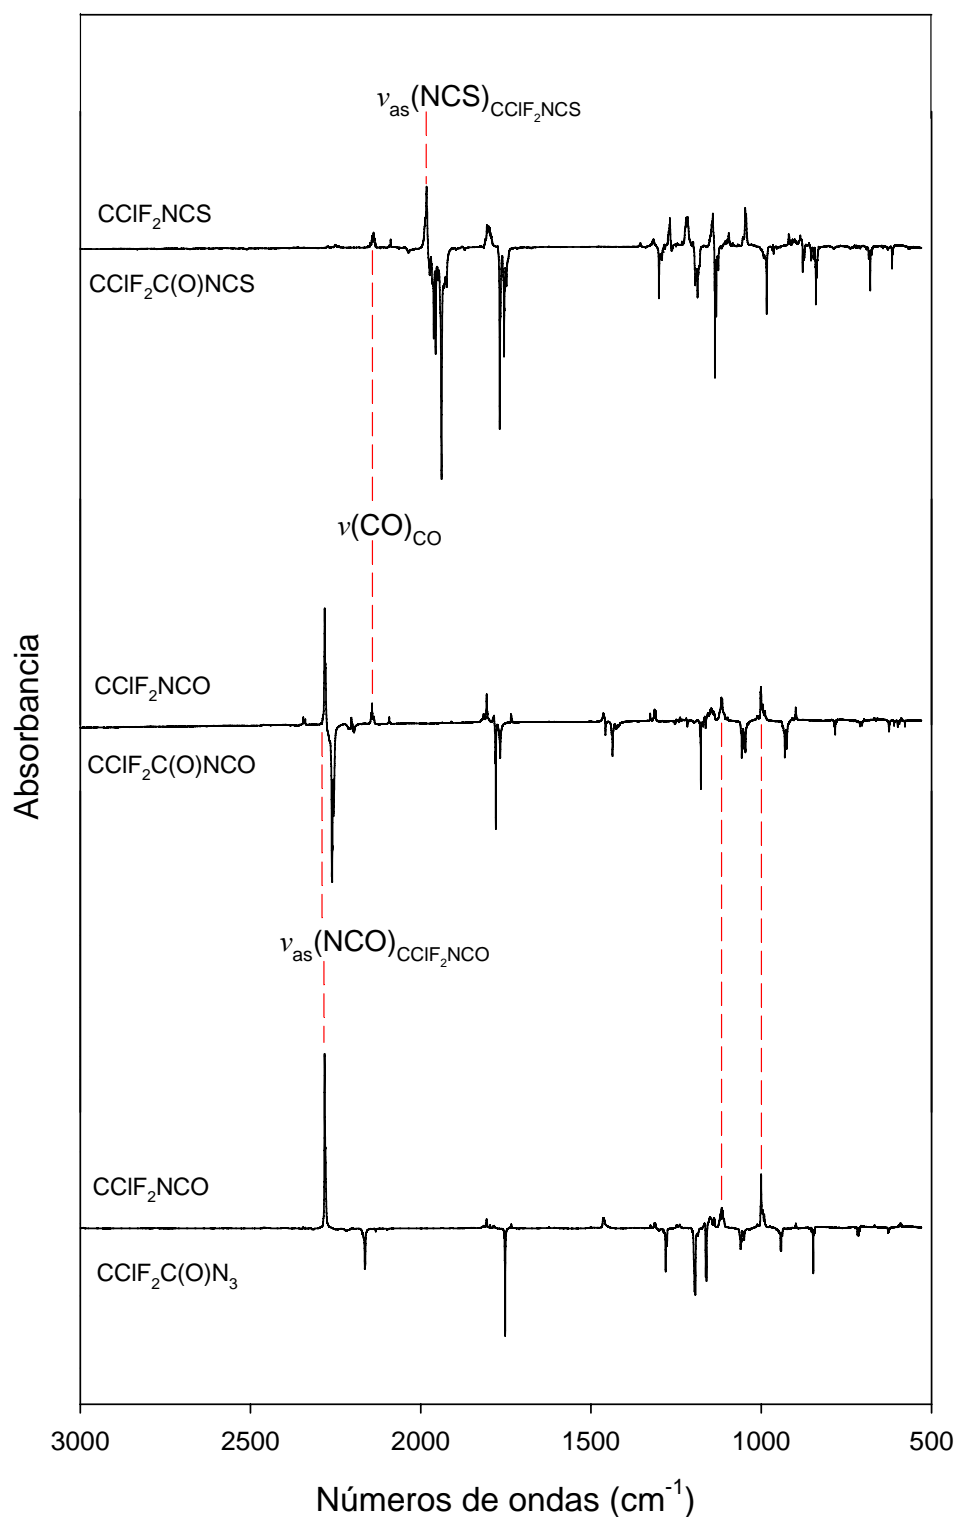 νas(NCS)CClF2NCS
CClF2NCS
CClF2C(O)NCS
ν(CO)CO
CClF2NCO
CClF2C(O)NCO
νas(NCO)CClF2NCO
CClF2NCO
CClF2C(O)N3
Absorbancia
3000 2500 2000 1500 1000 500
Números de ondas (cm-1)